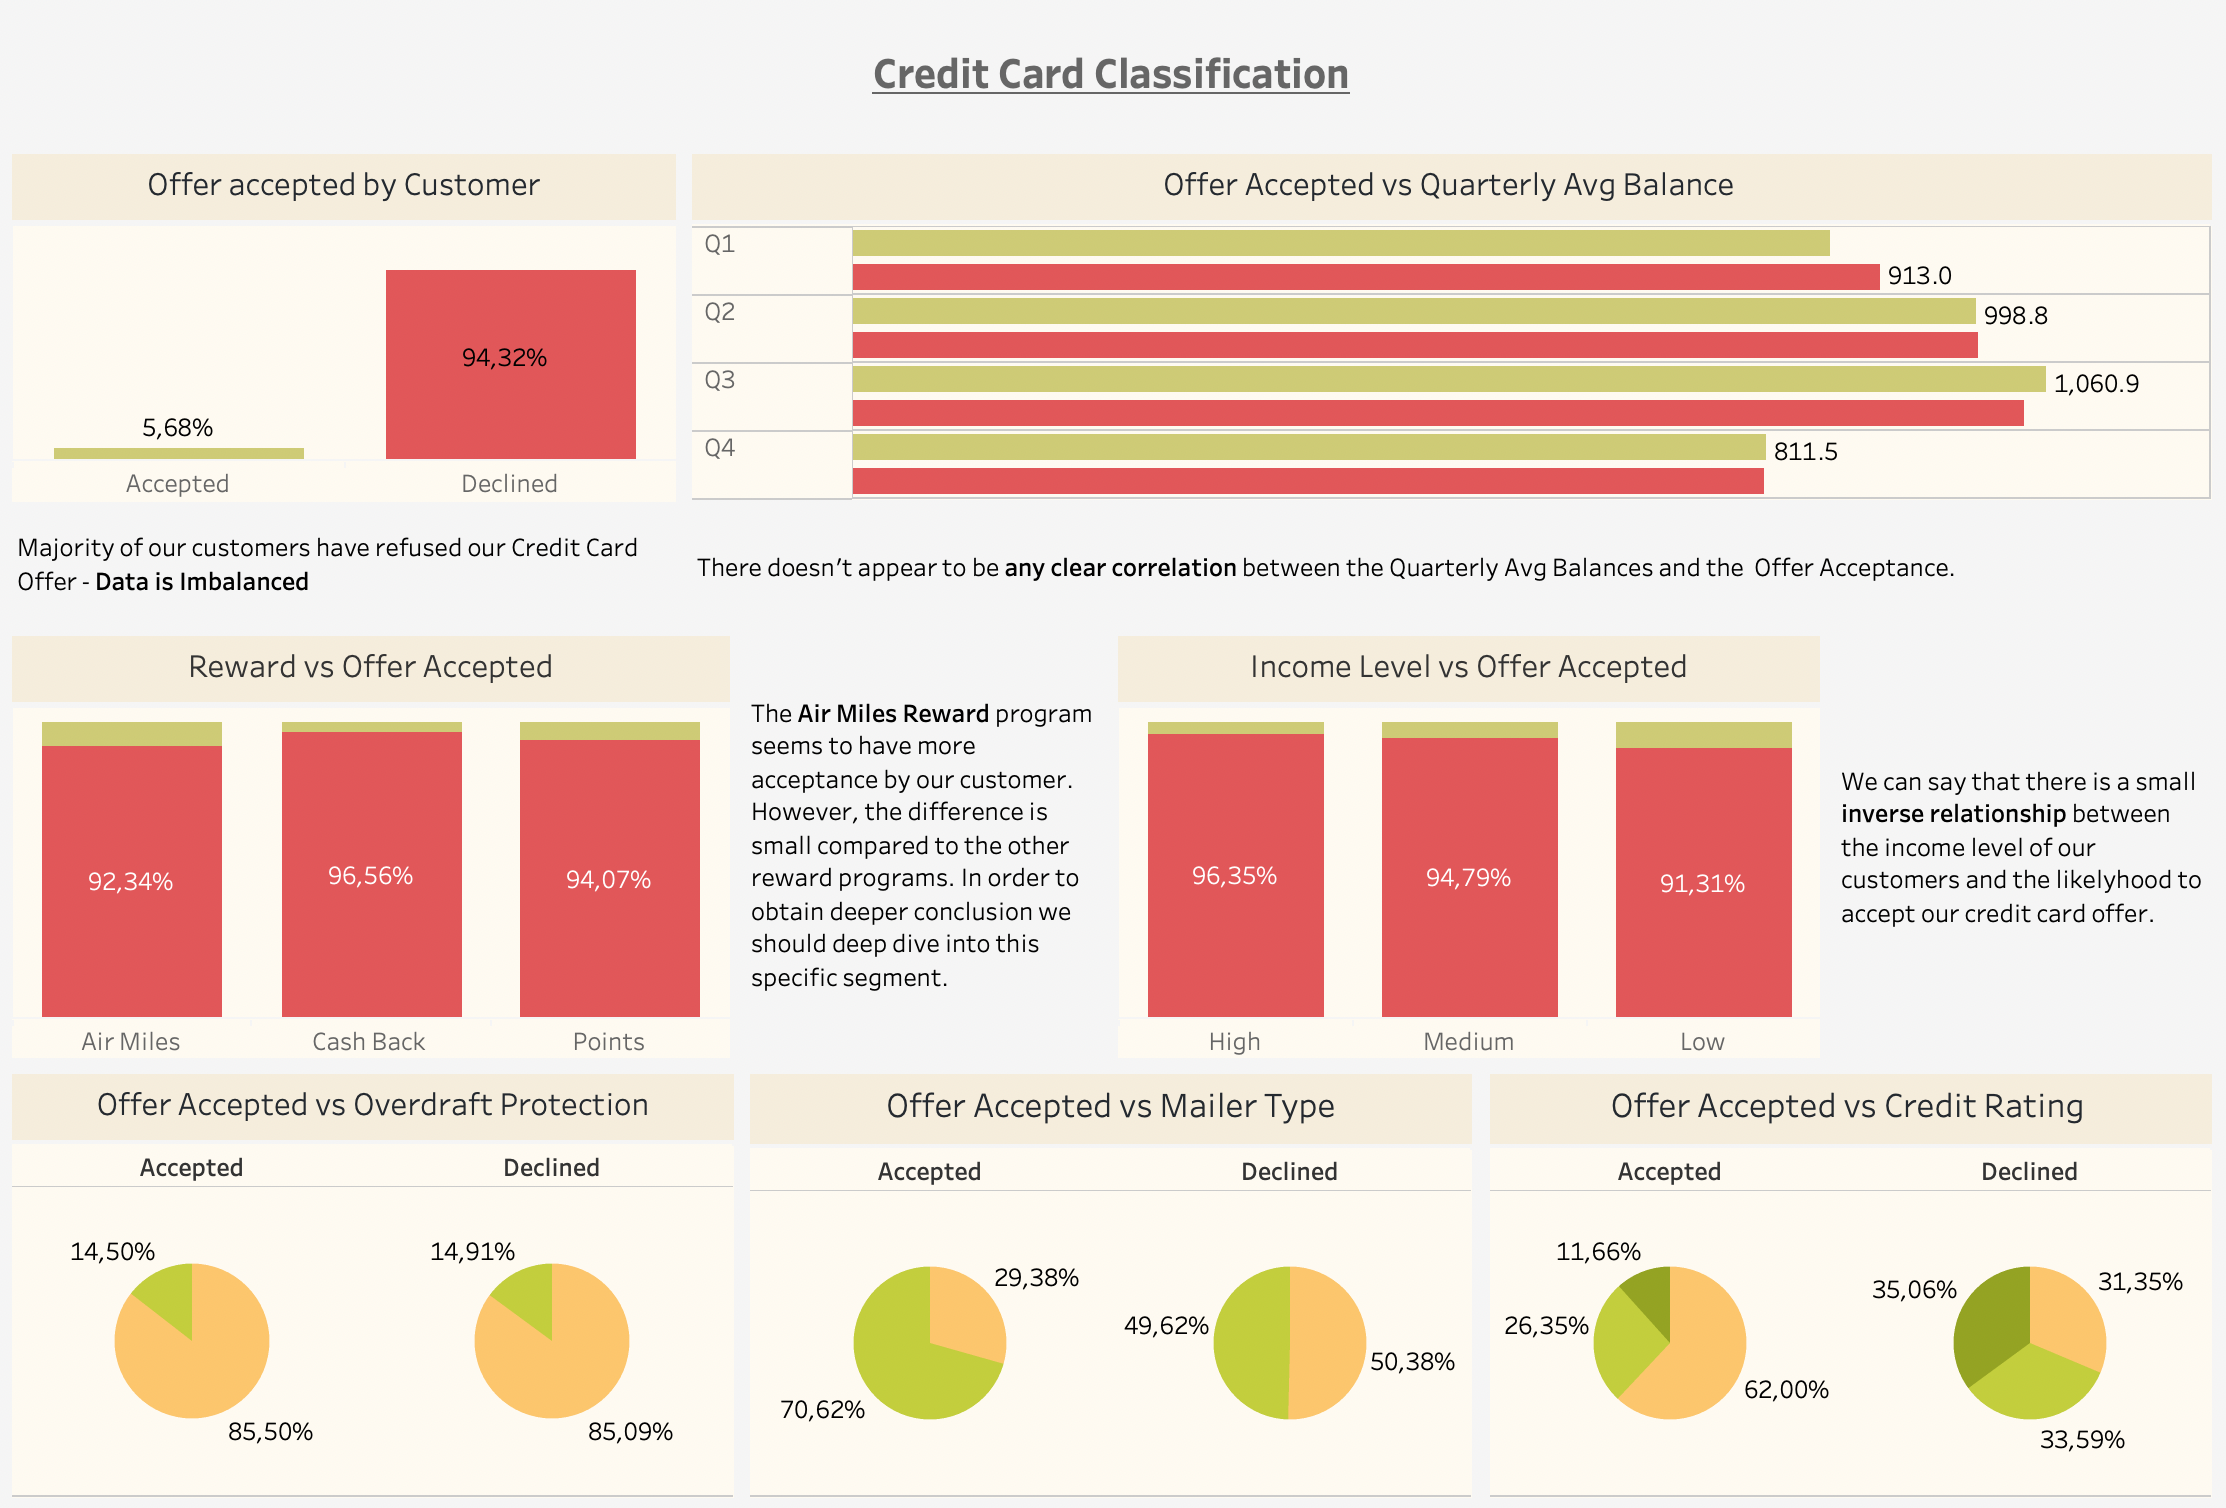 Credit Card Classification
Offer accepted by Customer
94,32%
5,68%
Accepted
Declined
Majority of our customers have refused our Credit Card
Offer - Data is Imbalanced
Offer Accepted vs Quarterly Avg Balance
Q1
913.0
Q2
998.8
Q3
1,060.9
Q4
811.5
There doesn't appear to be any clear correlation between the Quarterly Avg Balances and the Offer Acceptance.
Reward vs Offer Accepted
92,34%
96,56%
94,07%
Air Miles
Cash Back
Points
The Air Miles Reward program
seems to have more
acceptance by our customer.
However, the difference is
small compared to the other
reward programs. In order to
obtain deeper conclusion we
should deep dive into this
specific segment.
Income Level vs Offer Accepted
96,35%
94,79%
91,31%
High
Medium
Low
We can say that there is a small
inverse relationship between
the income level of our
customers and the likelyhood to
accept our credit card offer.
Offer Accepted vs Overdraft Protection
Accepted
Declined
14,50%
85,50%
14,91%
85,09%
Offer Accepted vs Mailer Type
Accepted
Declined
29,38%
70,62%
49,62%
50,38%
Offer Accepted vs Credit Rating
Accepted
Declined
11,66%
26,35%
62,00%
35,06%
31,35%
33,59%